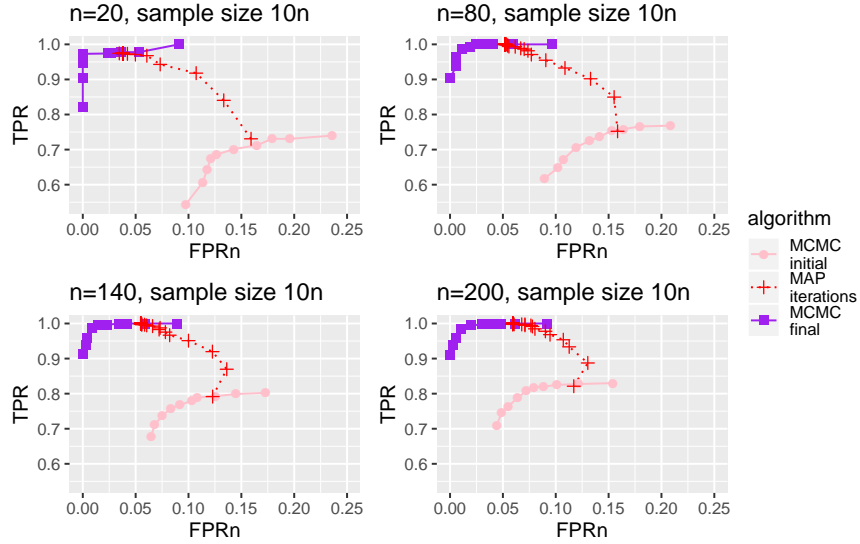 n=20, sample size 10n
n=80, sample size 10n
1.0
0.9
0.8
0.7
0.6
TPR
0.00 0.05 0.10 0.15 0.20 0.25
FPRn
1.0
0.9
0.8
0.7
0.6
TPR
0.00 0.05 0.10 0.15 0.20 0.25
FPRn
n=140, sample size 10n
n=200, sample size 10n
1.0
0.9
0.8
0.7
0.6
TPR
0.00 0.05 0.10 0.15 0.20 0.25
FPRn
1.0
0.9
0.8
0.7
0.6
TPR
0.00 0.05 0.10 0.15 0.20 0.25
FPRn
algorithm
MCMC
initial
MAP
iterations
MCMC
final